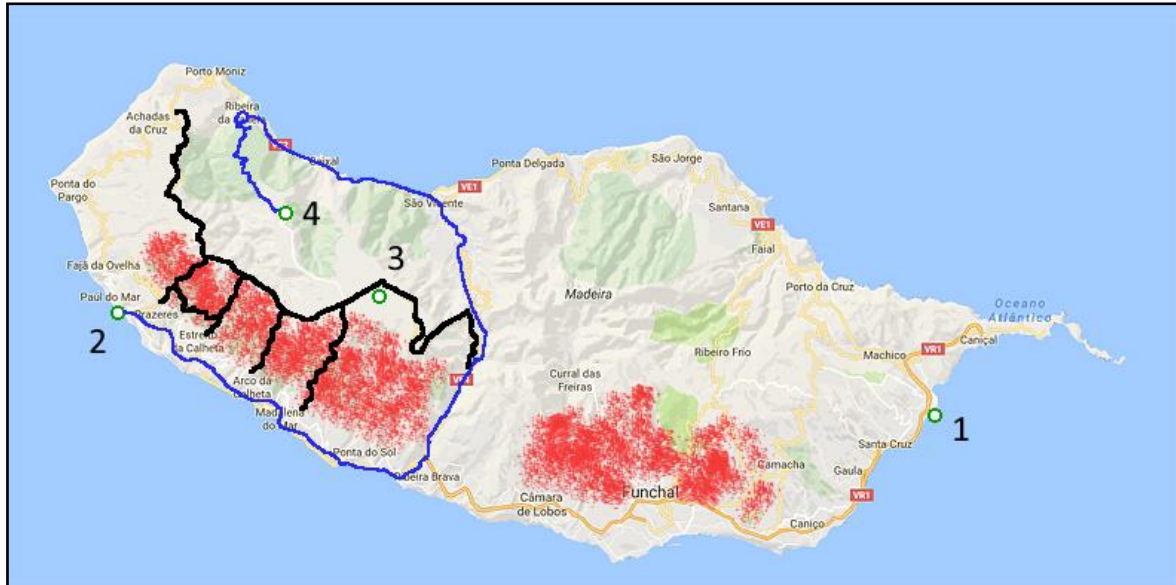 Porto Moniz
Achadas
da Cruz
Ribeira
da Janela
Ponta do
Pargo
Seixal
VE1
São Vicente
Ponta Delgada
São Jorge
Santana
VE1
Faial
4
3
Fajã da Ovelha
Paúl do Mar
Prazeres
2
Estreito
da Calheta
Arco da
Calheta
Madalena
do Mar
Ponta do Sol
Ribeira Brava
Madeira
Porto da Cruz
Oceano
Atlântico
Caniçal
VR1
Machico
Ribeiro Frio
Curral das
Freiras
1
Santa Cruz
Camacha
Gaula
VR1
Funchal
Câmara
de Lobos
Caniço